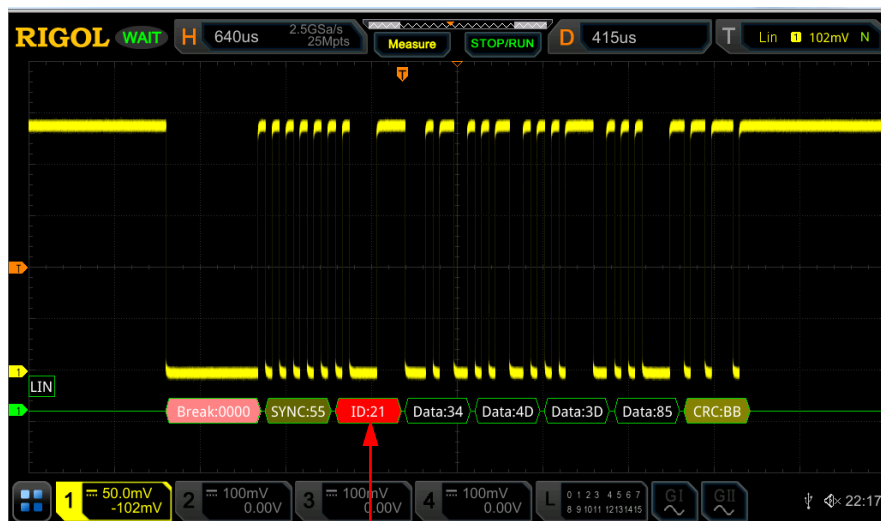 RIGOL WAIT H 640us 2.5GSa/s 25Mpts Measure STOP/RUN D 415us T Lin 1 102mV N
T
T
1
LIN
1 Break:0000 SYNC:55 ID:21 Data:34 Data:4D Data:3D Data:85 CRC:BB
1 50.0mV -102mV 2 100mV 0.00V 3 100mV 0.00V 4 100mV 0.00V L 0 1 2 3 4 5 6 7 8 9 10 11 12 13 14 15 GI GII 22:17